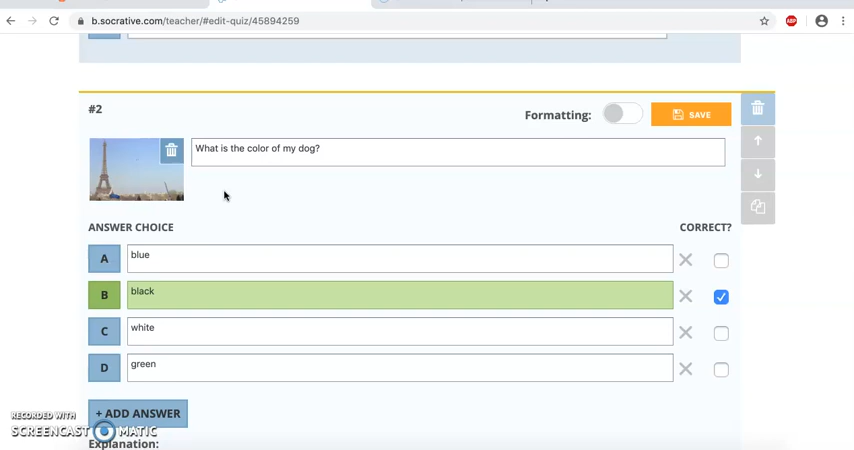 b.socrative.com/teacher/#edit-quiz/45894259
ABP
#2
Formatting:
SAVE
What is the color of my dog?
ANSWER CHOICE
CORRECT?
A
blue
B
black
C
white
D
green
+ ADD ANSWER
Explanation:
RECORDED WITH
SCREENCAST MATIC